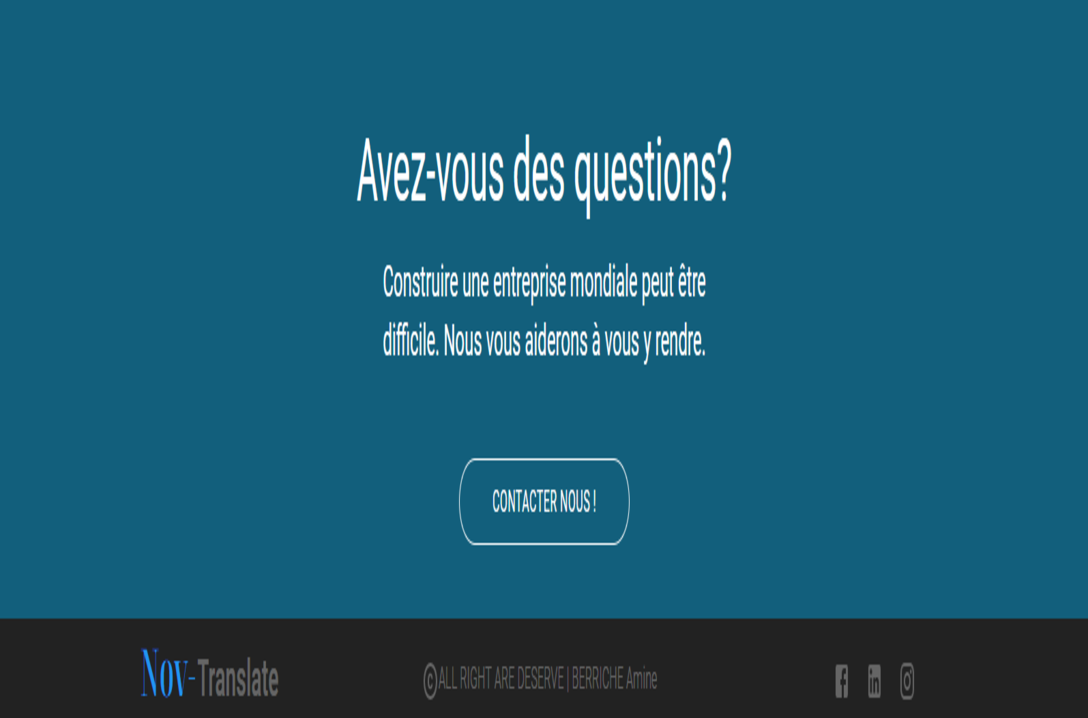 Avez-vous des questions?
Construire une entreprise mondiale peut être
difficile. Nous vous aiderons à vous y rendre.
CONTACTER NOUS !
Nov-Translate
©ALL RIGHT ARE DESERVE | BERRICHE Amine